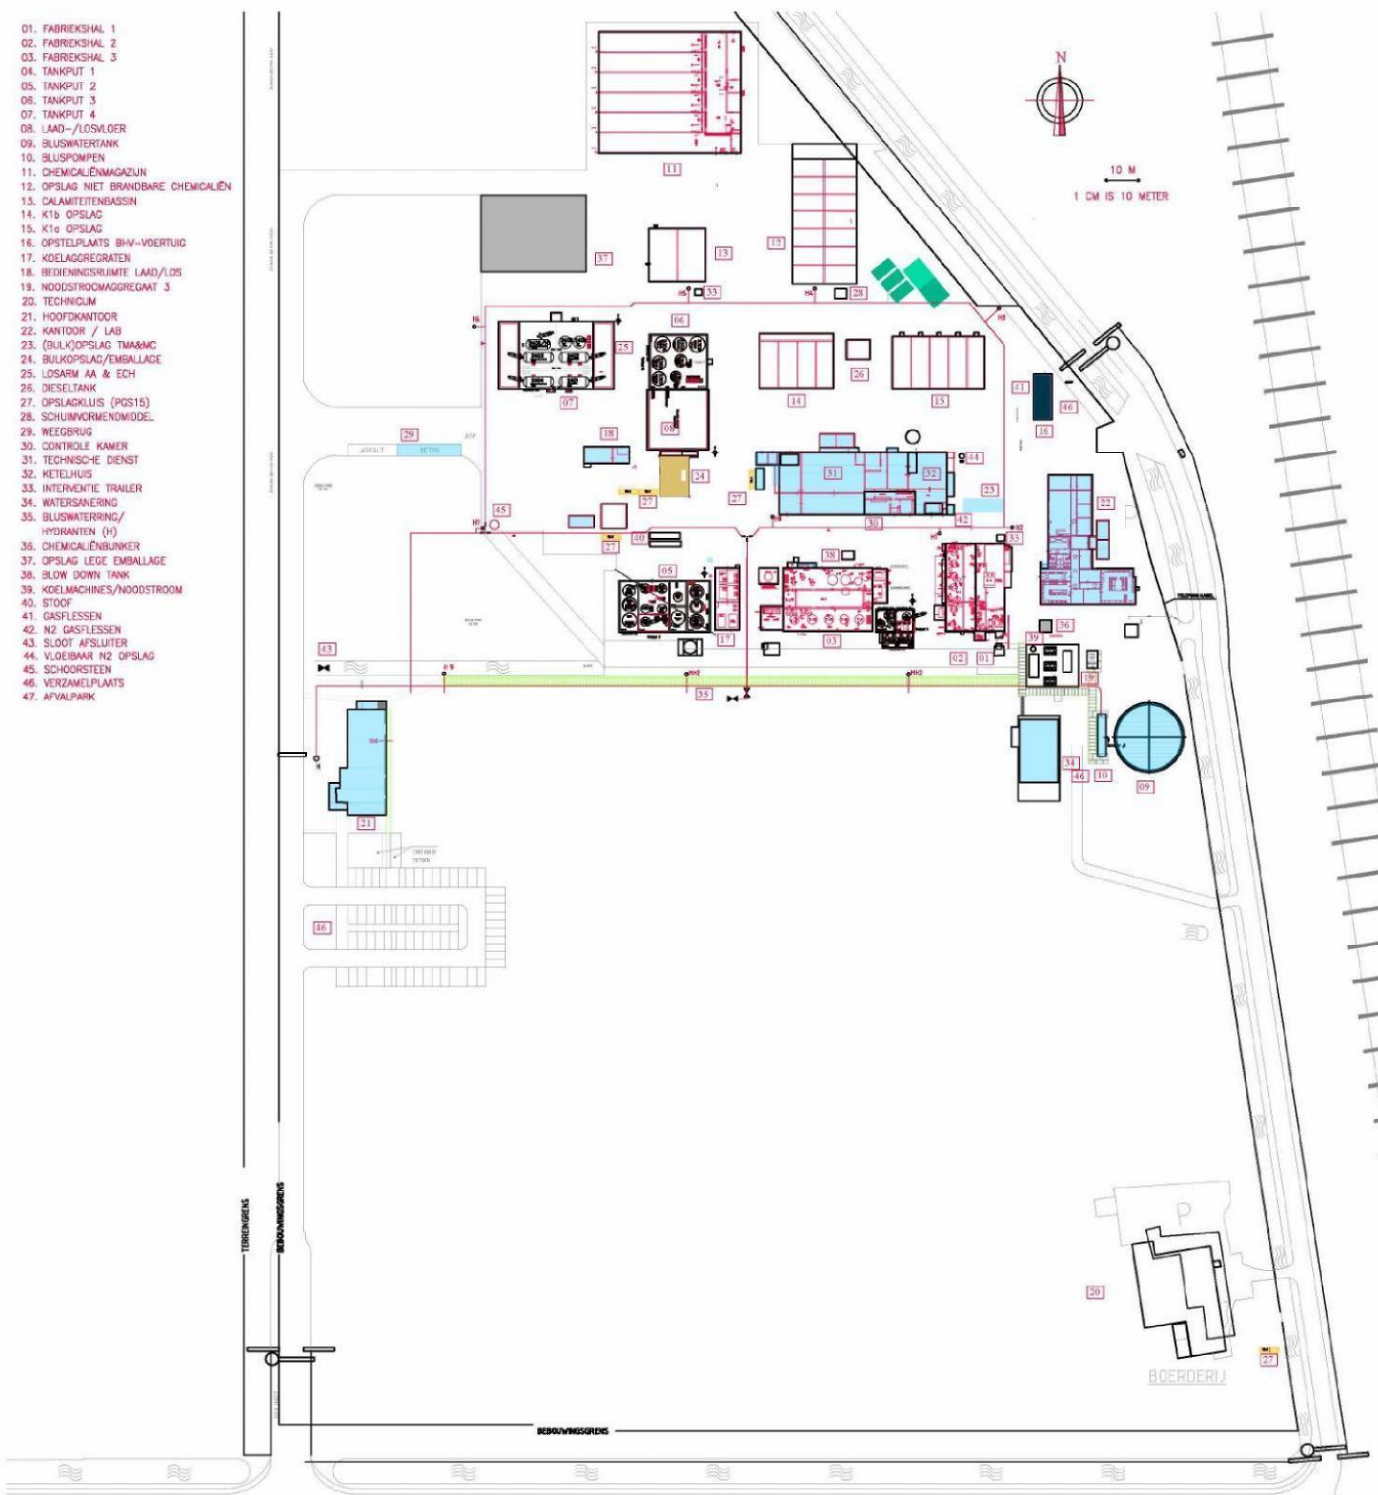 01. FABRIEKSHAL 1
02. FABRIEKSHAL 2
03. FABRIEKSHAL 3
04. TANKPUT 1
05. TANKPUT 2
06. TANKPUT 3
07. TANKPUT 4
08. LAAD-/LOSVLOER
09. BLUSWATERTANK
10. BLUSPOMPEN
11. CHEMICALIËNMAGAZIJN
12. OPSLAG NIET BRANDBARE CHEMICALIËN
13. CALAMITEITENBASSIN
14. K1b OPSLAG
15. K1a OPSLAG
16. OPSTELPLAATS BHV-VOERTUIG
17. KOELAGGREGRATEN
18. BEDIENINGSRUIMTE LAAD/LOS
19. NOODSTROOMAGGREGAAT 3
20. TECHNICUM
21. HOOFDKANTOOR
22. KANTOOR / LAB
23. (BULK)OPSLAG TMA&MC
24. BULKOPSLAG/EMBALLAGE
25. LOSARM AA & ECH
26. DIESELTANK
27. OPSLAGKLUIS (PGS15)
28. SCHUIMVORMENDMIDDEL
29. WEEGBRUG
30. CONTROLE KAMER
31. TECHNISCHE DIENST
32. KETELHUIS
33. INTERVENTIE TRAILER
34. WATERSANERING
35. BLUSWATERRING/
HYDRANTEN (H)
36. CHEMICALIËNBUNKER
37. OPSLAG LEGE EMBALLAGE
38. BLOW DOWN TANK
39. KOELMACHINES/NOODSTROOM
40. STOOF
41. GASFLESSEN
42. N2 GASFLESSEN
43. SLOOT AFSLUITER
44. VLOEIBAAR N2 OPSLAG
45. SCHOORSTEEN
46. VERZAMELPLAATS
47. AFVALPARK
N
10 M
1 CM IS 10 METER
11
12
13
37
33
28
H5
H4
H6
H3
06
25
07
14
26
15
41
46
16
08
29
ASFALT
BETON
18
24
27
27
31
32
44
23
22
30
42
45
40
27
38
33
05
17
03
02
01
36
39
19
TELEFOON KABEL
43
35
34
46
10
09
21
46
TERREINGRENS
BEBOUWINGSGRENS
P
20
27
BOERDERIJ
BEBOUWINGSGRENS